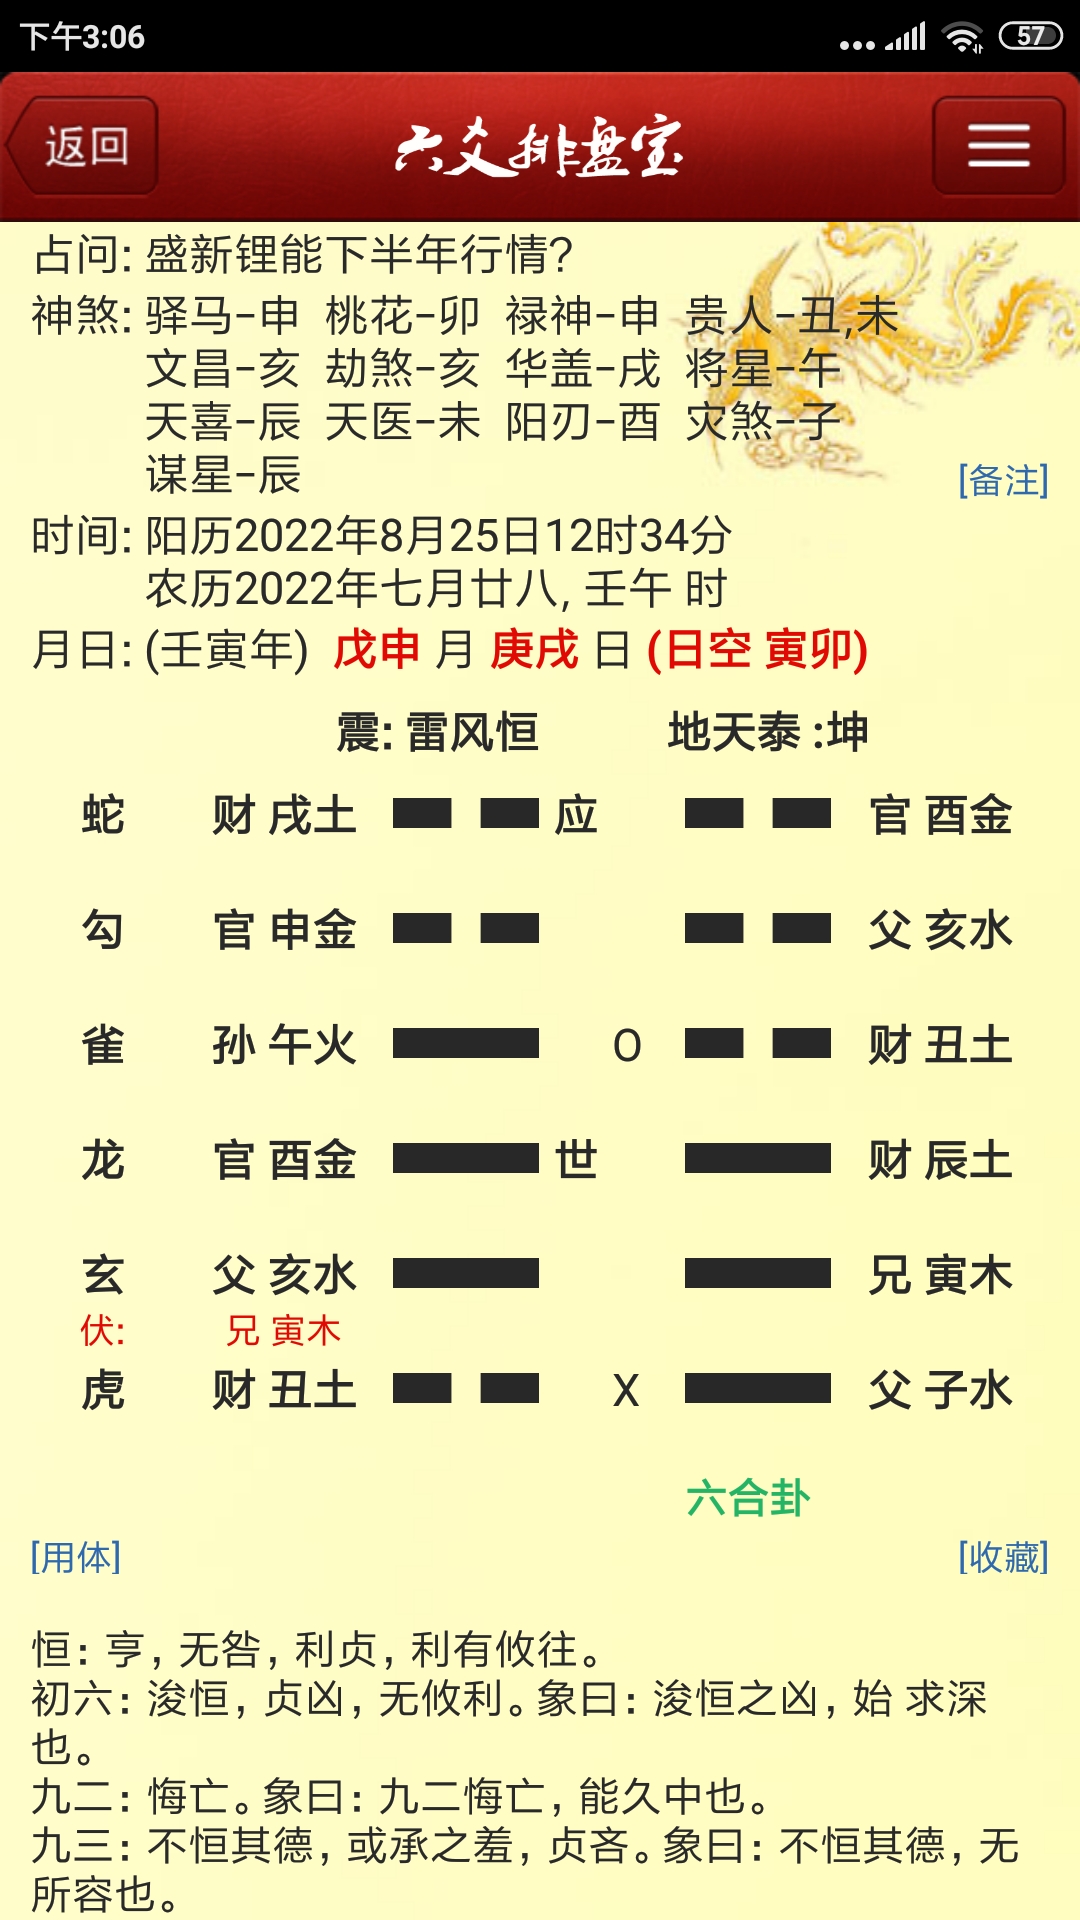 下午3:06
57
返回
六爻排盘宝
占问: 盛新锂能下半年行情?
神煞: 驿马-申 桃花-卯 禄神-申 贵人-丑,未
文昌-亥 劫煞-亥 华盖-戌 将星-午
天喜-辰 天医-未 阳刃-酉 灾煞-子
谋星-辰
[备注]
时间: 阳历2022年8月25日12时34分
农历2022年七月廿八, 壬午 时
月日: (壬寅年) 戊申 月 庚戌 日 (日空 寅卯)
震: 雷风恒 地天泰 :坤
蛇 财 戌土 应 官 酉金
勾 官 申金 父 亥水
雀 孙 午火 O 财 丑土
龙 官 酉金 世 财 辰土
玄 父 亥水 兄 寅木
伏: 兄 寅木
虎 财 丑土 X 父 子水
六合卦
[用体] [收藏]
恒: 亨, 无咎, 利贞, 利有攸往。
初六: 浚恒, 贞凶, 无攸利。象曰: 浚恒之凶, 始 求深
也。
九二: 悔亡。象曰: 九二悔亡, 能久中也。
九三: 不恒其德, 或承之羞, 贞吝。象曰: 不恒其德, 无
所容也。